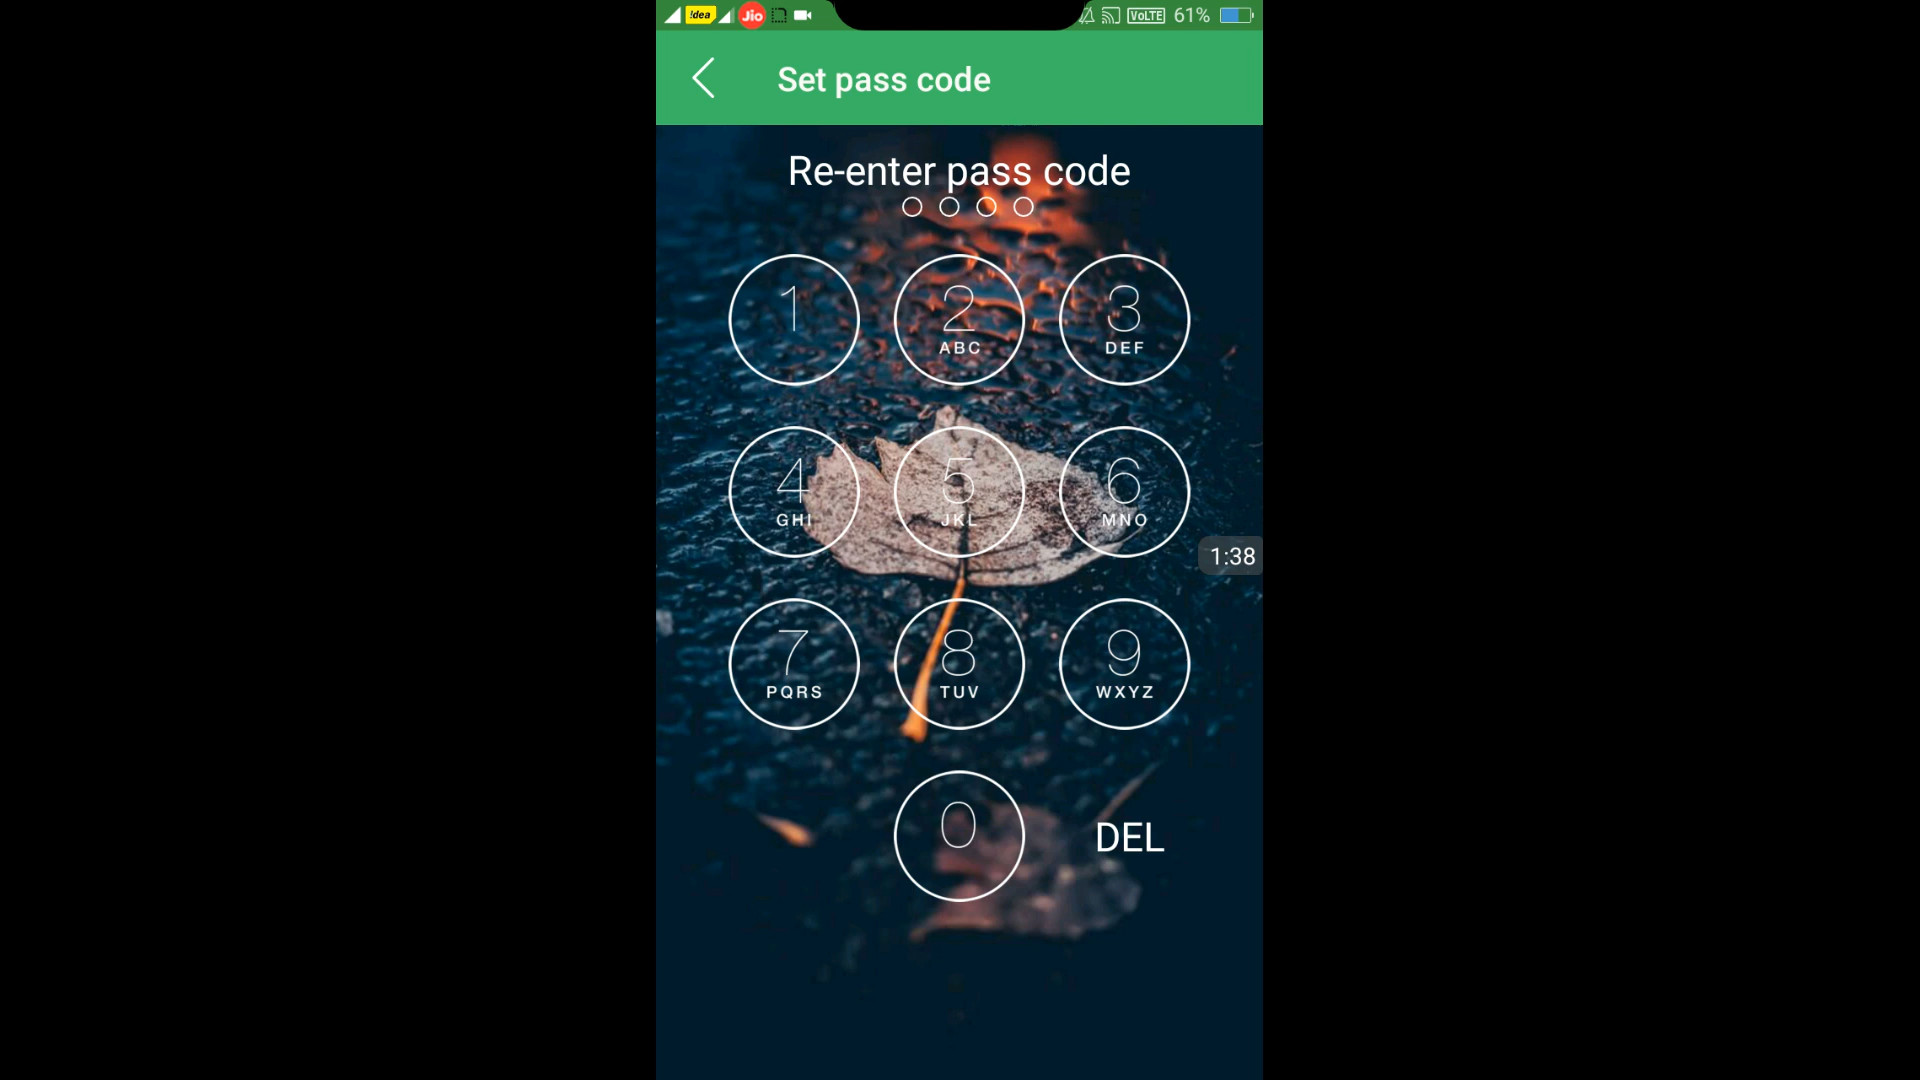 !dea Jio VoLTE 61%
Set pass code
Re-enter pass code
1 2 3
ABC DEF
4 5 6
GHI JKL MNO
1:38
7 8 9
PQRS TUV WXYZ
0 DEL